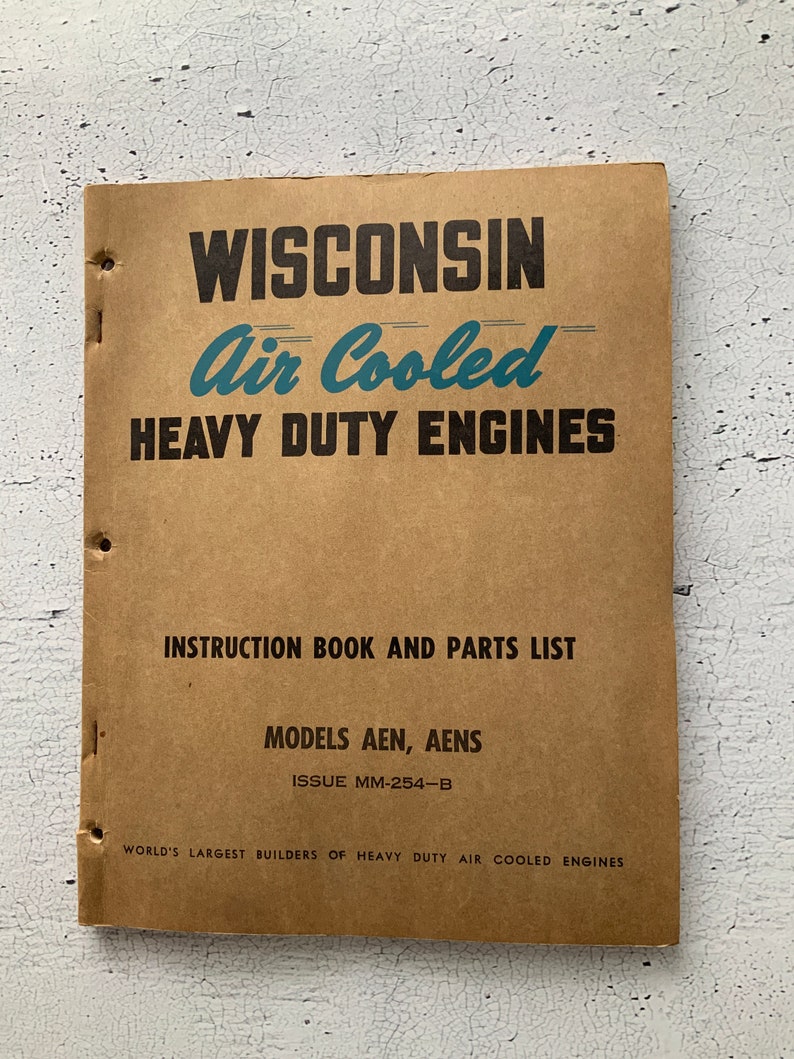 WISCONSIN
Air Cooled
HEAVY DUTY ENGINES
INSTRUCTION BOOK AND PARTS LIST
MODELS AEN, AENS
ISSUE MM-254-B
WORLD'S LARGEST BUILDERS OF HEAVY DUTY AIR COOLED ENGINES